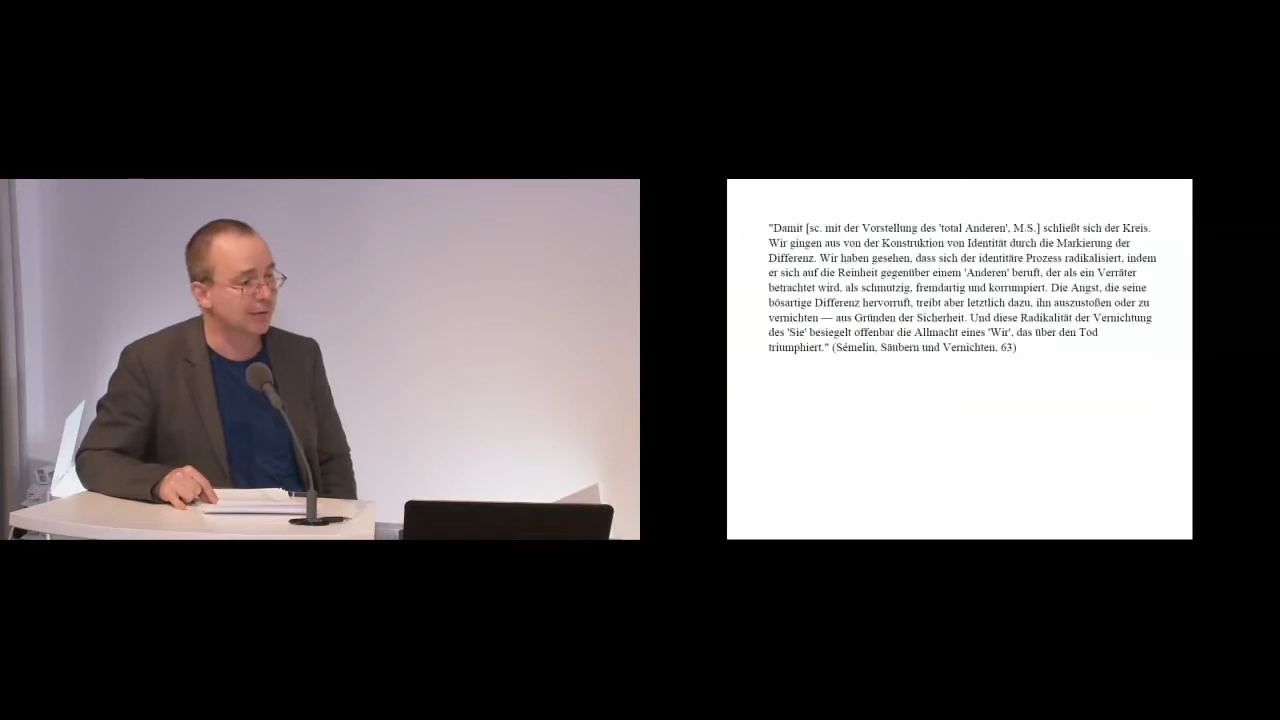 "Damit [sc. mit der Vorstellung des 'total Anderen', M.S.] schließt sich der Kreis.
Wir gingen aus von der Konstruktion von Identität durch die Markierung der
Differenz. Wir haben gesehen, dass sich der identitäre Prozess radikalisiert, indem
er sich auf die Reinheit gegenüber einem 'Anderen' beruft, der als ein Verräter
betrachtet wird, als schmutzig, fremdartig und korrumpiert. Die Angst, die seine
bösartige Differenz hervorruft, treibt aber letztlich dazu, ihn auszustoßen oder zu
vernichten — aus Gründen der Sicherheit. Und diese Radikalität der Vernichtung
des 'Sie' besiegelt offenbar die Allmacht eines 'Wir', das über den Tod
triumphiert." (Sémelin, Säubern und Vernichten, 63)